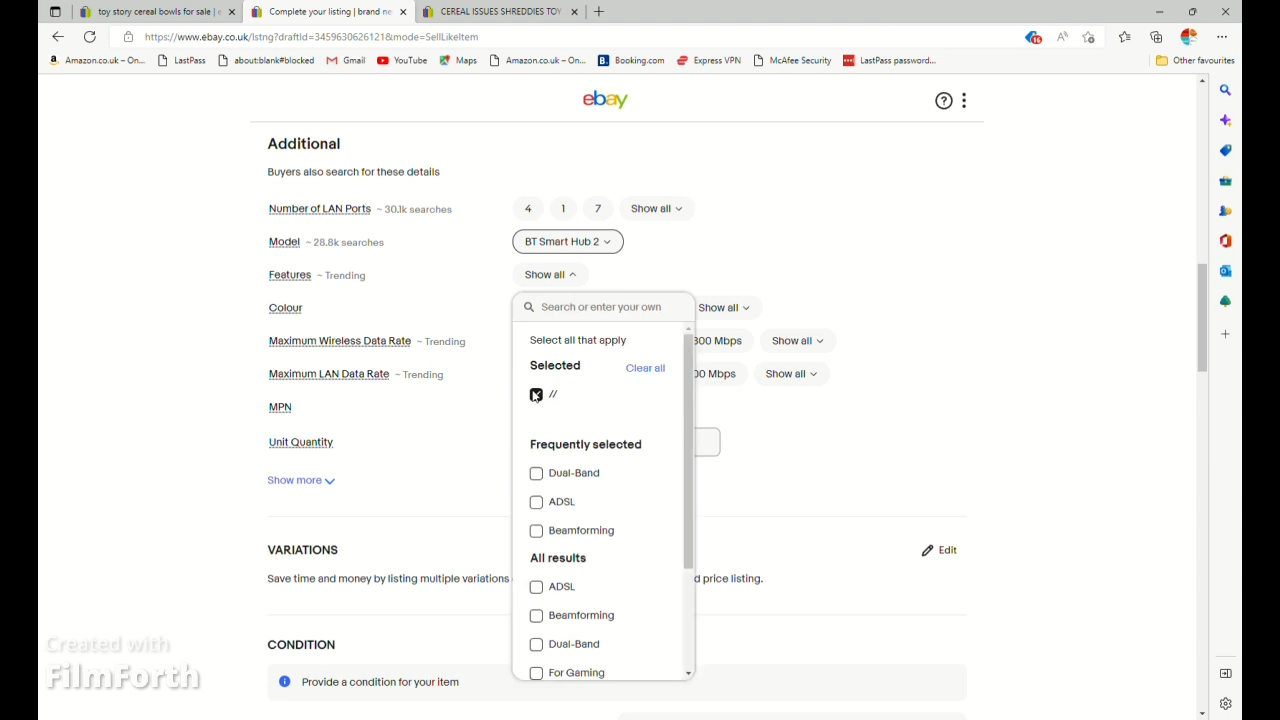 toy story cereal bowls for sale | e
Complete your listing | brand ne
CEREAL ISSUES SHREDDIES TOY
https://www.ebay.co.uk/lstng?draftId=3459630626121&mode=SellLikeItem
Amazon.co.uk – On...
LastPass
about:blank#blocked
Gmail
YouTube
Maps
Amazon.co.uk – On...
Booking.com
Express VPN
McAfee Security
LastPass password...
Other favourites
ebay
Additional
Buyers also search for these details
Number of LAN Ports ~ 30.1k searches
4 1 7 Show all
Model ~ 28.8k searches
BT Smart Hub 2
Features ~ Trending
Show all
Colour
Search or enter your own
Show all
Maximum Wireless Data Rate ~ Trending
Select all that apply
300 Mbps Show all
Selected
Clear all
Maximum LAN Data Rate ~ Trending
00 Mbps Show all
//
MPN
Unit Quantity
Frequently selected
Dual-Band
Show more
ADSL
Beamforming
VARIATIONS
Edit
All results
Save time and money by listing multiple variations
d price listing.
ADSL
Beamforming
CONDITION
Dual-Band
For Gaming
Provide a condition for your item
Created with
FilmForth